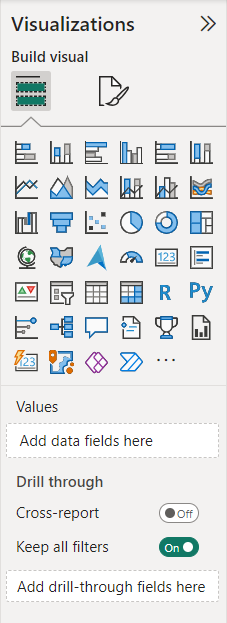 Visualizations
Build visual
123
R Py
123
Values
Add data fields here
Drill through
Cross-report Off
Keep all filters On
Add drill-through fields here